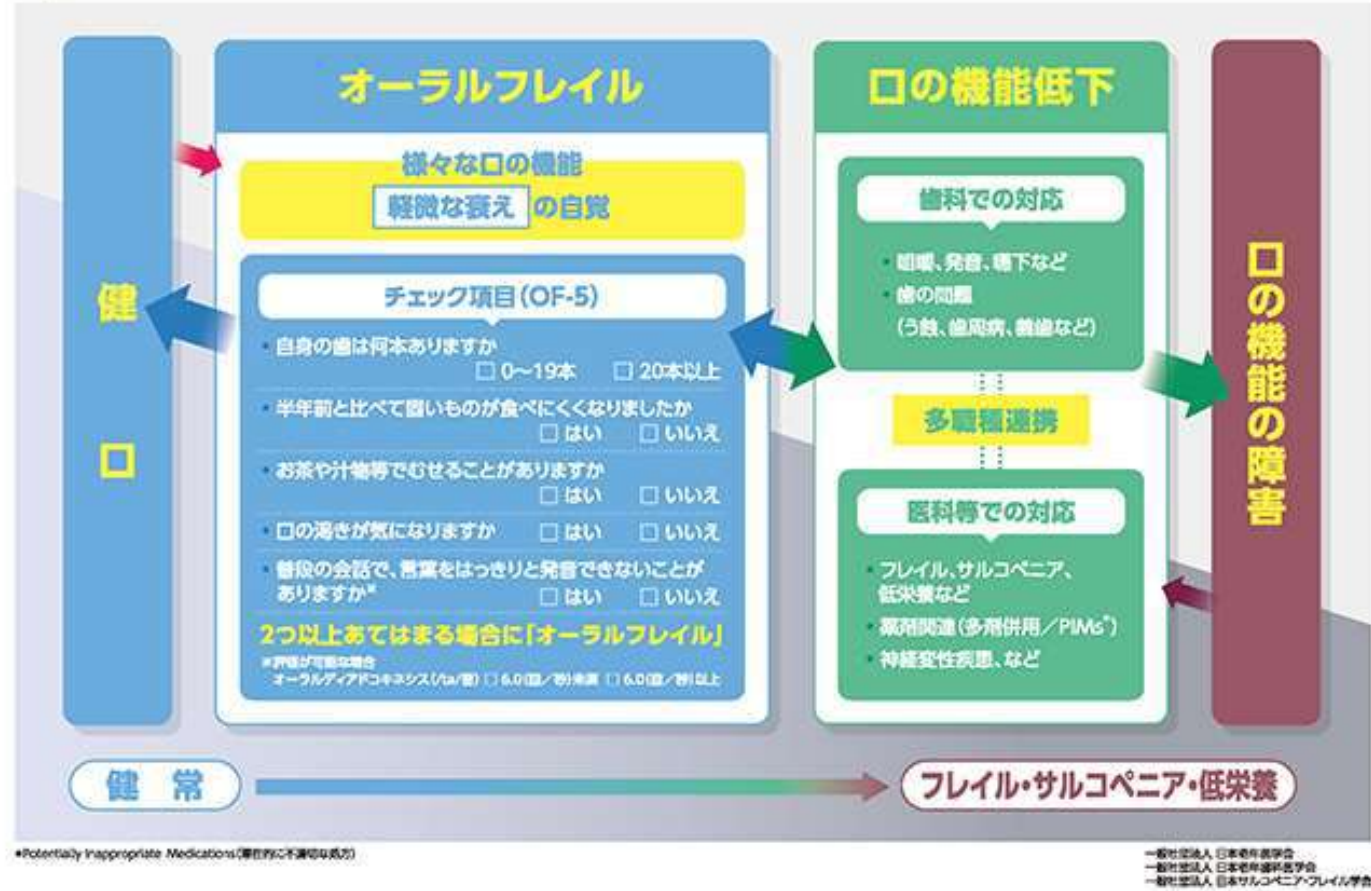 健口
オーラルフレイル
様々な口の機能
軽微な衰え の自覚
チェック項目(OF-5)
・自身の歯は何本ありますか
□ 0〜19本 □ 20本以上
・半年前と比べて固いものが食べにくくなりましたか
□ はい □ いいえ
・お茶や汁物等でむせることがありますか
□ はい □ いいえ
・口の渇きが気になりますか □ はい □ いいえ
・普段の会話で、言葉をはっきりと発音できないことが
ありますか※ □ はい □ いいえ
2つ以上あてはまる場合に「オーラルフレイル」
※評価が可能な場合
オーラルディアドコキネシス(/ta/音) □ 6.0(回/秒)未満 □ 6.0(回/秒)以上
口の機能低下
歯科での対応
・咀嚼、発音、嚥下など
・歯の問題
(う蝕、歯周病、義歯など)
多職種連携
医科等での対応
・フレイル、サルコペニア、
低栄養など
・薬剤関連(多剤併用/PIMs*)
・神経変性疾患、など
口の機能の障害
健常
フレイル・サルコペニア・低栄養
*Potentially Inappropriate Medications(潜在的に不適切な処方)
一般社団法人 日本老年医学会
一般社団法人 日本老年歯科医学会
一般社団法人 日本サルコペニア・フレイル学会